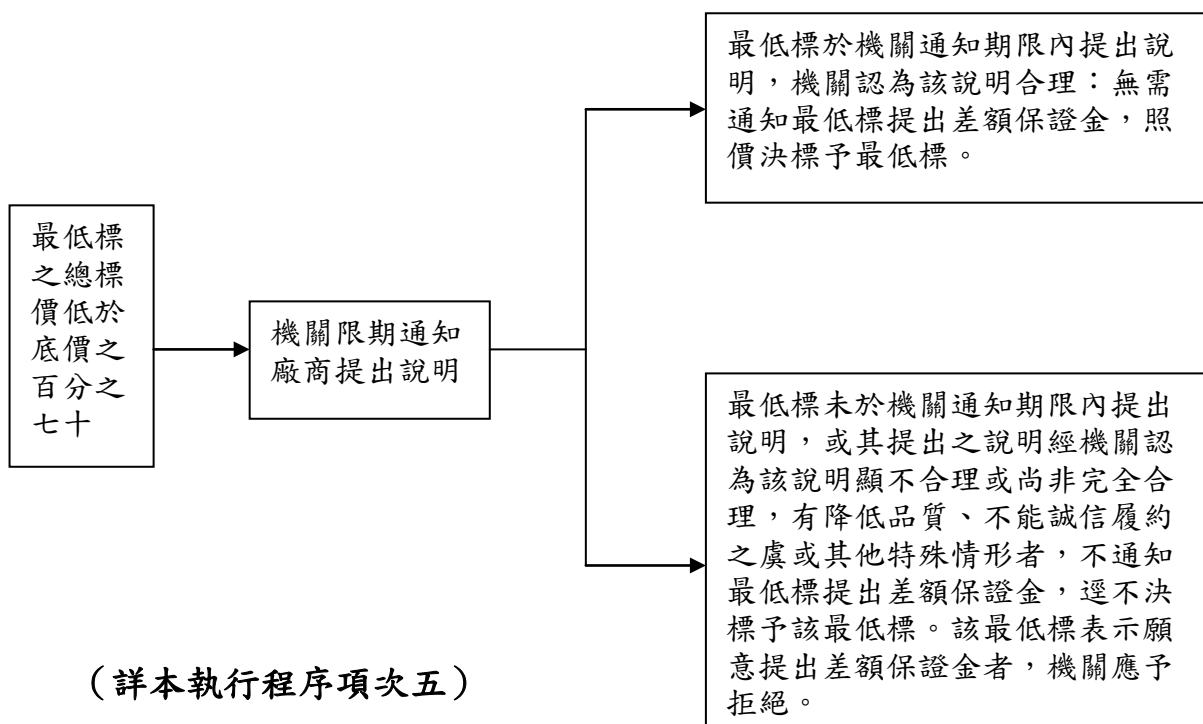 最低標
之總標
價低於
底價之
百分之
七十
機關限期通知
廠商提出說明
最低標於機關通知期限內提出說
明，機關認為該說明合理：無需
通知最低標提出差額保證金，照
價決標予最低標。
最低標未於機關通知期限內提出
說明，或其提出之說明經機關認
為該說明顯不合理或尚非完全合
理，有降低品質、不能誠信履約
之虞或其他特殊情形者，不通知
最低標提出差額保證金，逕不決
標予該最低標。該最低標表示願
意提出差額保證金者，機關應予
拒絕。
（詳本執行程序項次五）